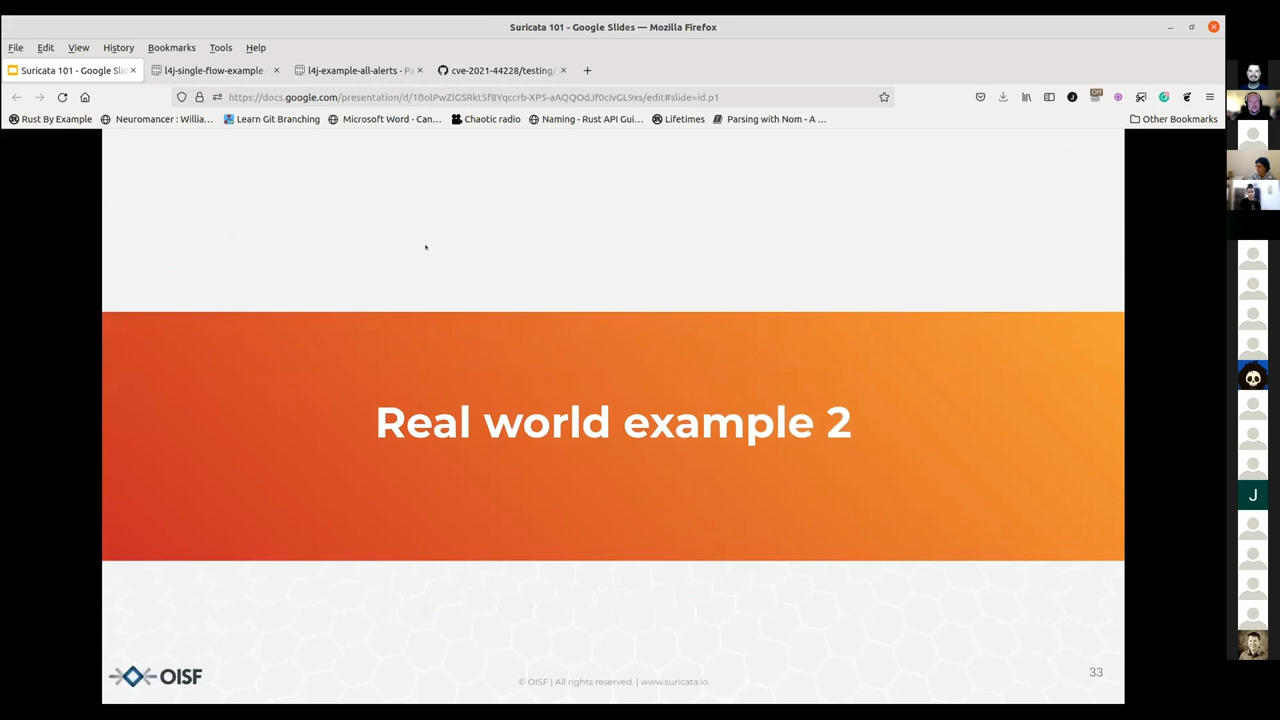 Suricata 101 - Google Slides — Mozilla Firefox
File Edit View History Bookmarks Tools Help
Suricata 101 - Google Slid l4j-single-flow-example - l4j-example-all-alerts - Pa cve-2021-44228/testing/
Off
Rust By Example Neuromancer : Willia... Learn Git Branching Microsoft Word - Can... Chaotic radio Naming - Rust API Gui... Lifetimes Parsing with Nom - A ... Other Bookmarks
Real world example 2
J
OISF
© OISF | All rights reserved. | www.suricata.io
33